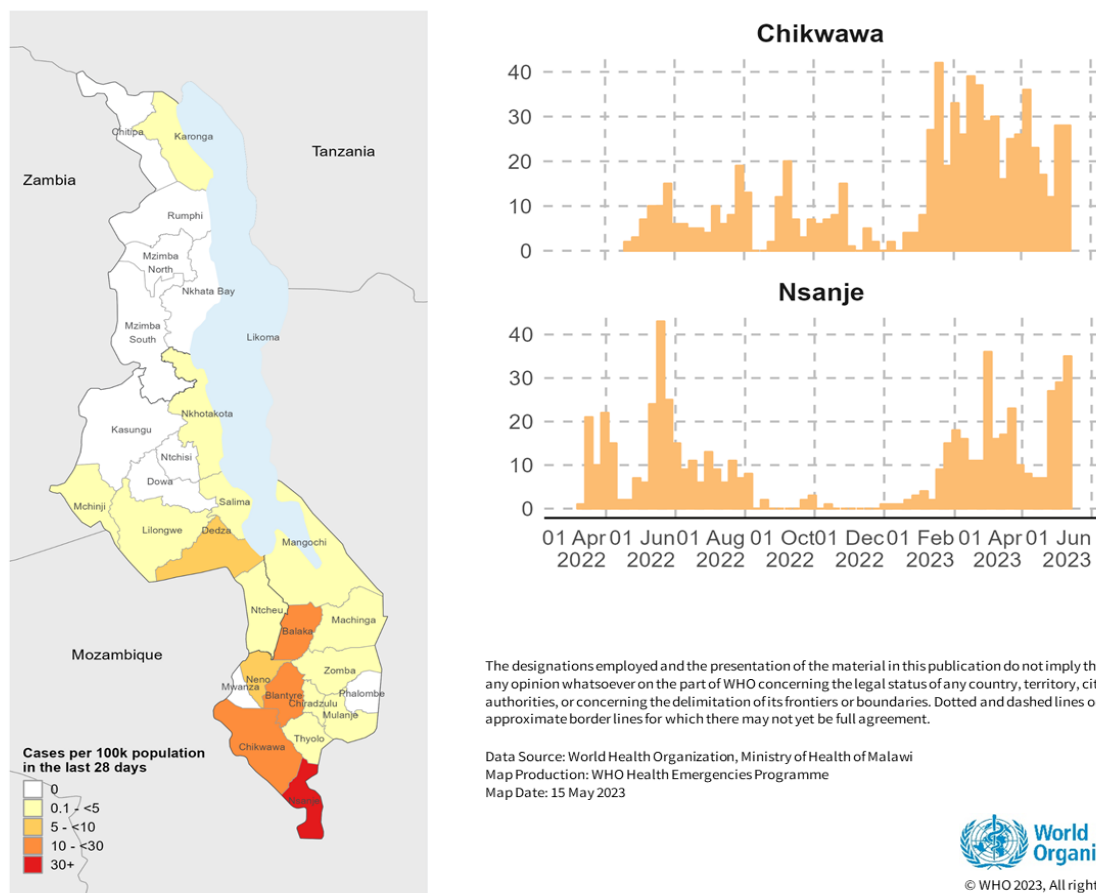 Chitipa
Karonga
Tanzania
Zambia
Rumphi
Mzimba
North
Nkhata Bay
Mzimba
South
Likoma
Nkhotakota
Kasungu
Ntchisi
Dowa
Mchinji
Salima
Lilongwe
Dedza
Mangochi
Ntcheu
Balaka
Machinga
Mozambique
Zomba
Neno
Mwanza
Blantyre
Phalombe
Chiradzulu
Mulanje
Thyolo
Chikwawa
Nsanje
Cases per 100k population
in the last 28 days
0
0.1 - <5
5 - <10
10 - <30
30+
Chikwawa
40
30
20
10
0
Nsanje
40
30
20
10
0
01 Apr 01 Jun 01 Aug 01 Oct 01 Dec 01 Feb 01 Apr 01 Jun
2022 2022 2022 2022 2022 2023 2023 2023
The designations employed and the presentation of the material in this publication do not imply th
any opinion whatsoever on the part of WHO concerning the legal status of any country, territory, cit
authorities, or concerning the delimitation of its frontiers or boundaries. Dotted and dashed lines o
approximate border lines for which there may not yet be full agreement.
Data Source: World Health Organization, Ministry of Health of Malawi
Map Production: WHO Health Emergencies Programme
Map Date: 15 May 2023
World
Organi
© WHO 2023, All right